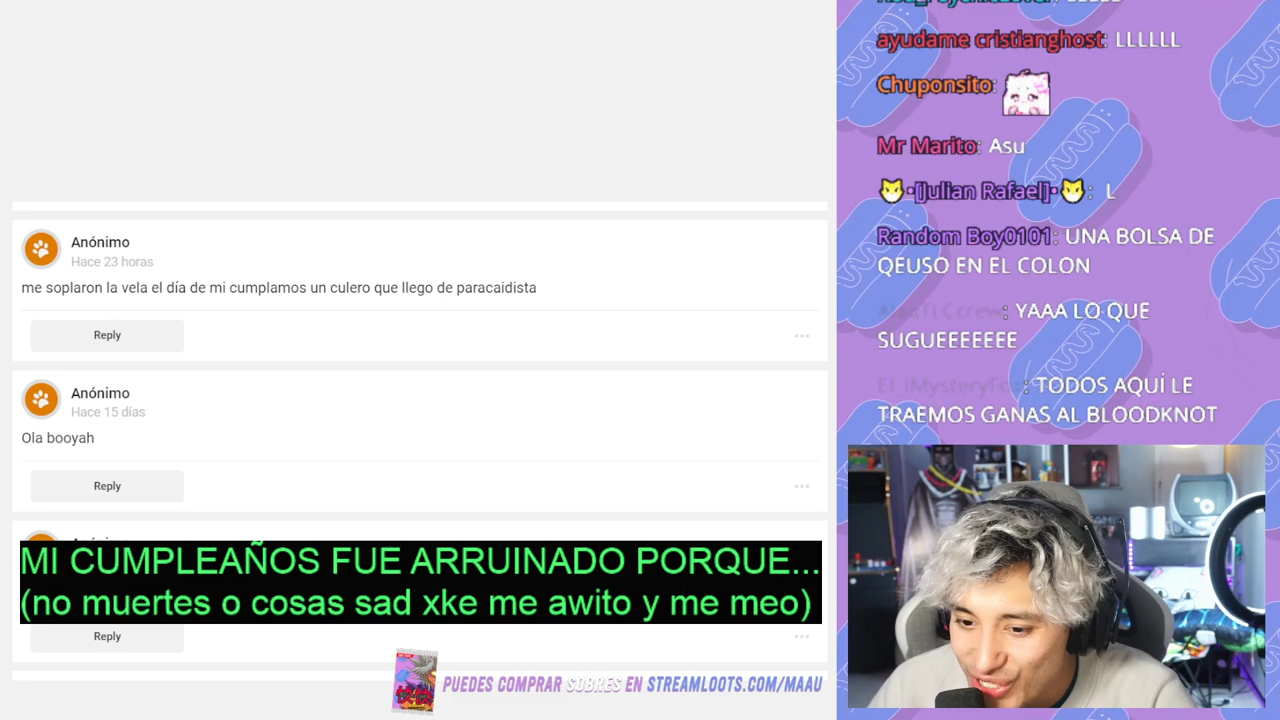 Anónimo
Hace 23 horas
me soplaron la vela el día de mi cumplamos un culero que llego de paracaidista
Reply
Anónimo
Hace 15 días
Ola booyah
Reply
MI CUMPLEAÑOS FUE ARRUINADO PORQUE...
(no muertes o cosas sad xke me awito y me meo)
Reply
PUEDES COMPRAR SOBRES EN STREAMLOOTS.COM/MAAU
ayudame cristianghost: LLLLLL
Chuponsito:
Mr Marito: Asu
•[Julian Rafael]•: L
Random Boy0101: UNA BOLSA DE
QEUSO EN EL COLON
: YAAA LO QUE
SUGUEEEEEEE
: TODOS AQUÍ LE
TRAEMOS GANAS AL BLOODKNOT